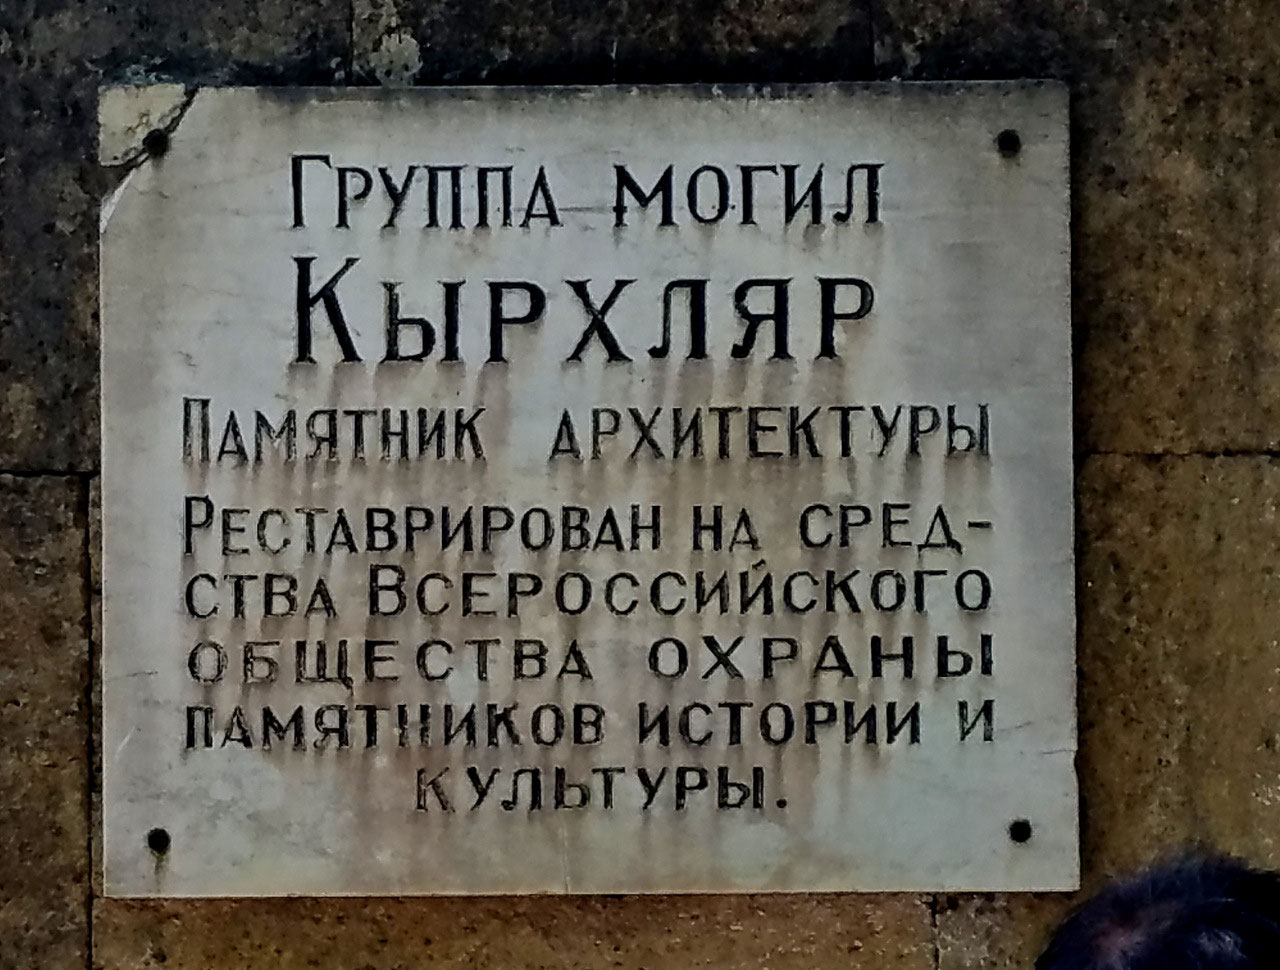 Группа могил
Кырхляр
Памятник архитектуры
Реставрирован на сред-
ства Всероссийского
общества охраны
памятников истории и
культуры.